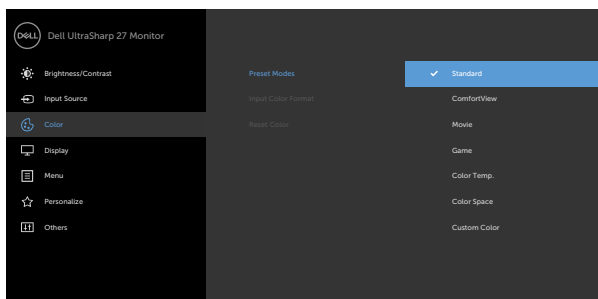 DELL Dell UltraSharp 27 Monitor
Brightness/Contrast Preset Modes Standard
Input Source Input Color Format ComfortView
Color Reset Color Movie
Display Game
Menu Color Temp.
Personalize Color Space
Others Custom Color